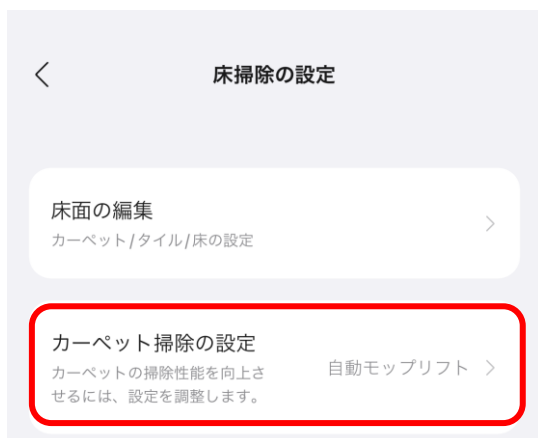 床掃除の設定
床面の編集
カーペット/タイル/床の設定
カーペット掃除の設定
カーペットの掃除性能を向上さ
せるには、設定を調整します。
自動モップリフト